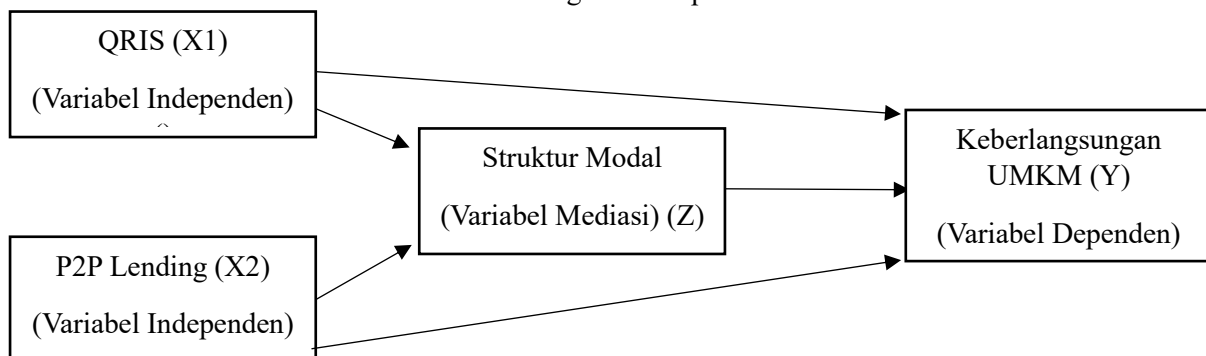 QRIS (X1)
(Variabel Independen)
Struktur Modal
(Variabel Mediasi) (Z)
Keberlangsungan
UMKM (Y)
(Variabel Dependen)
P2P Lending (X2)
(Variabel Independen)